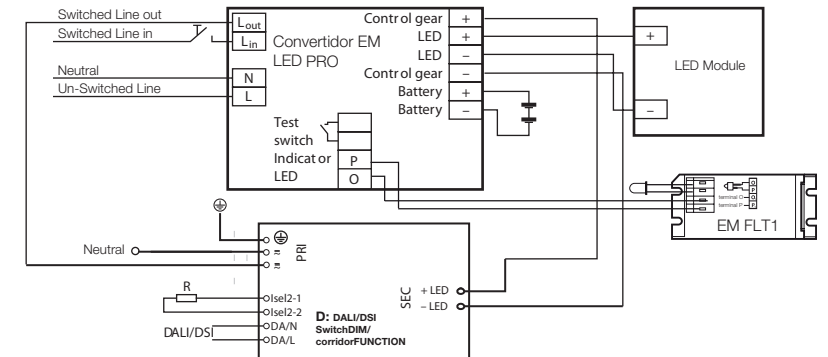 Switched Line out
Switched Line in
Neutral
Un-Switched Line
Lout
Lin
N
L
Convertidor EM
LED PRO
Control gear +
LED +
LED –
Control gear –
Battery +
Battery –
Test
switch
Indicator
LED
P
O
+
–
LED Module
terminal O
terminal P
O
P
O
P
EM FLT1
Neutral
PRI
R
Isel2-1
Isel2-2
DA/N
DA/L
DALI/DSI
D: DALI/DSI
SwitchDIM/
corridorFUNCTION
SEC
+ LED
– LED